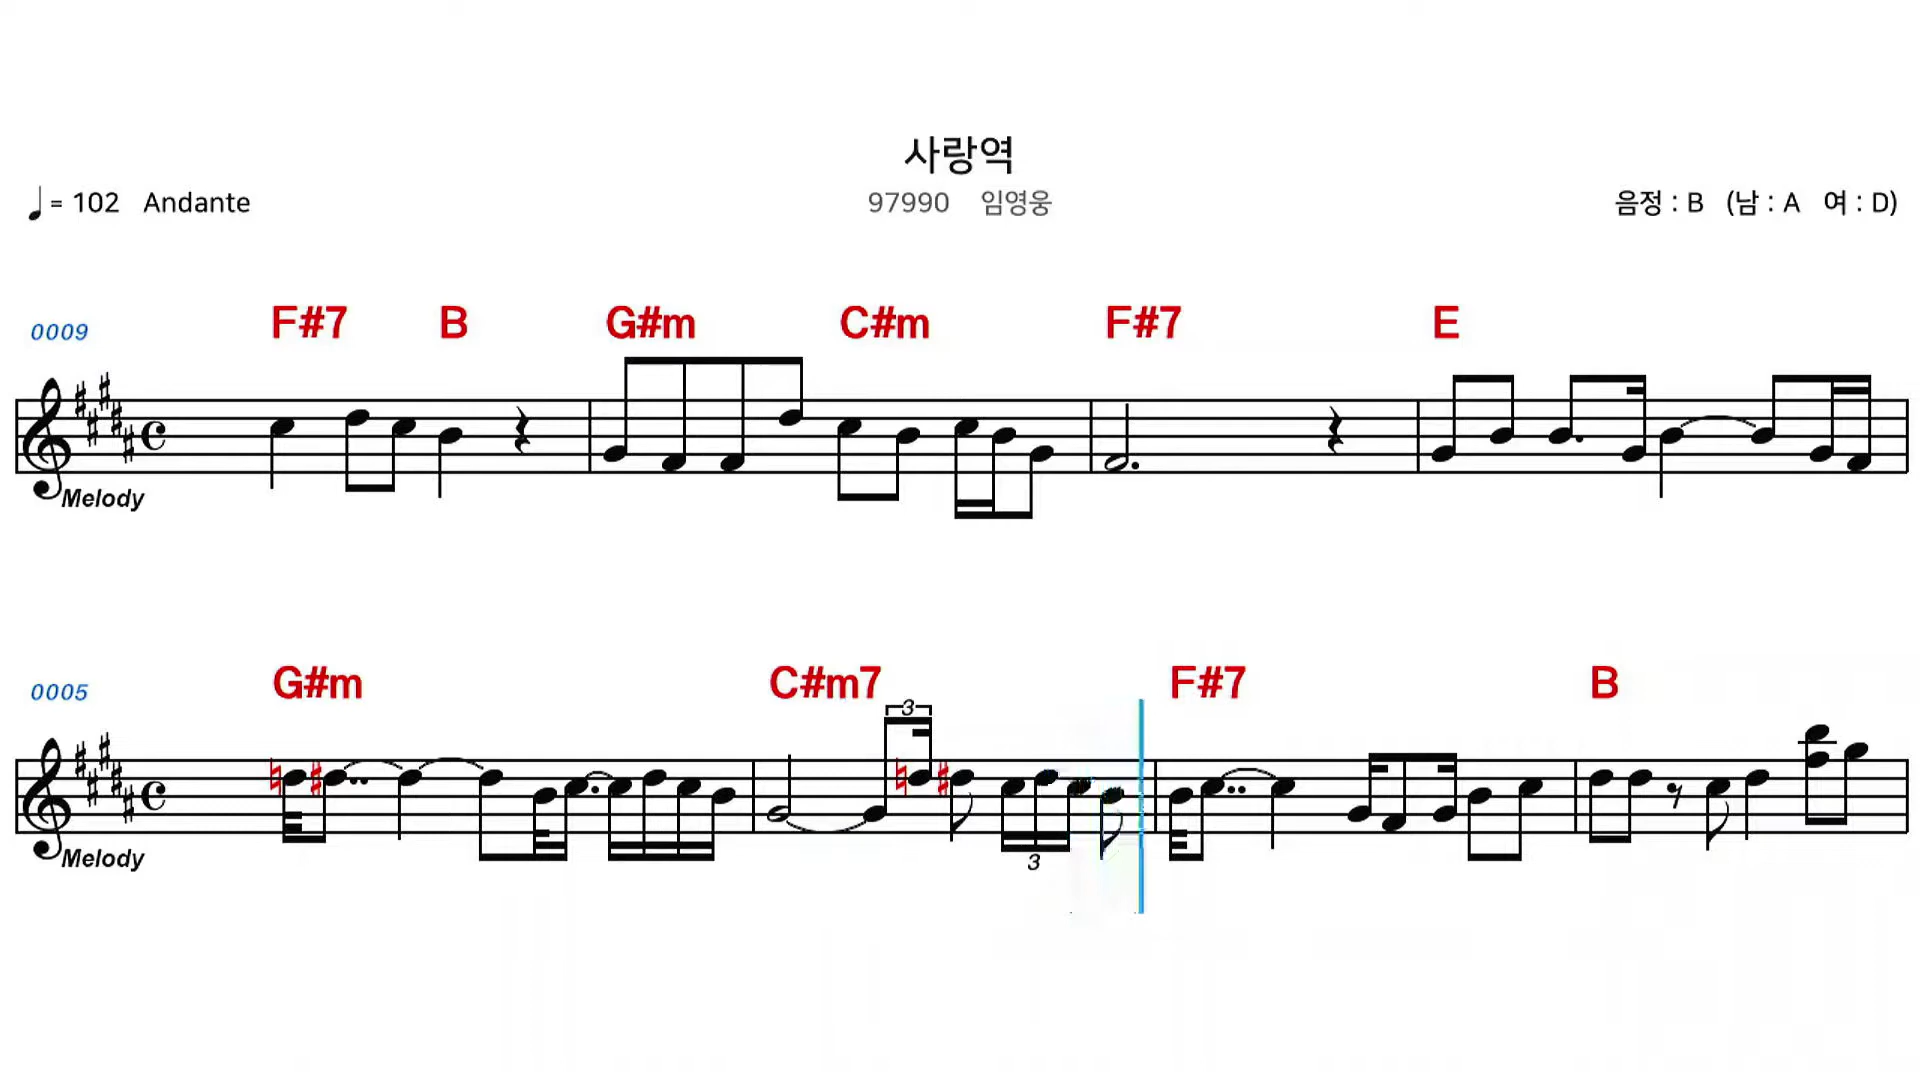 사랑역
♩= 102 Andante
97990 임영웅
음정 : B (남 : A 여 : D)
0009 F#7 B G#m C#m F#7 E
Melody
0005 G#m C#m7 F#7 B
3
Melody
3